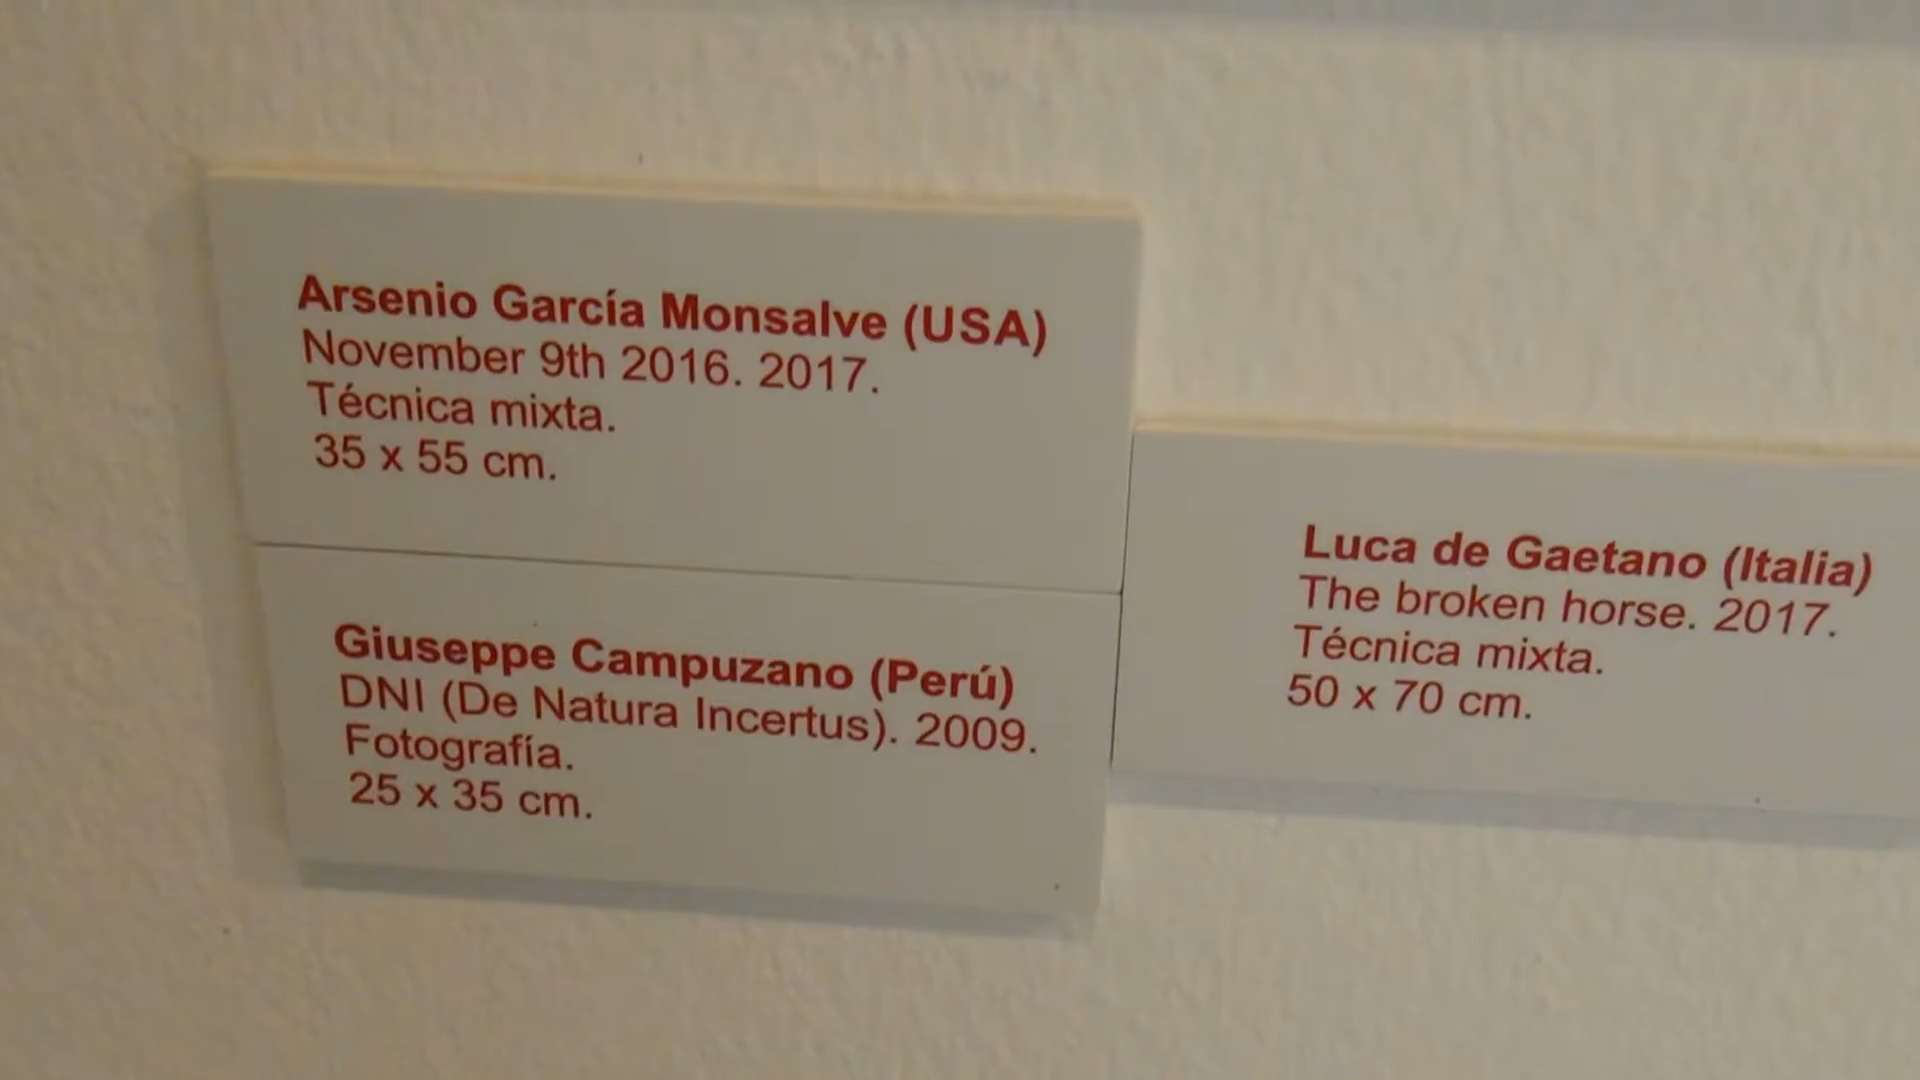 Arsenio García Monsalve (USA)
November 9th 2016. 2017.
Técnica mixta.
35 x 55 cm.
Giuseppe Campuzano (Perú)
DNI (De Natura Incertus). 2009.
Fotografía.
25 x 35 cm.
Luca de Gaetano (Italia)
The broken horse. 2017.
Técnica mixta.
50 x 70 cm.